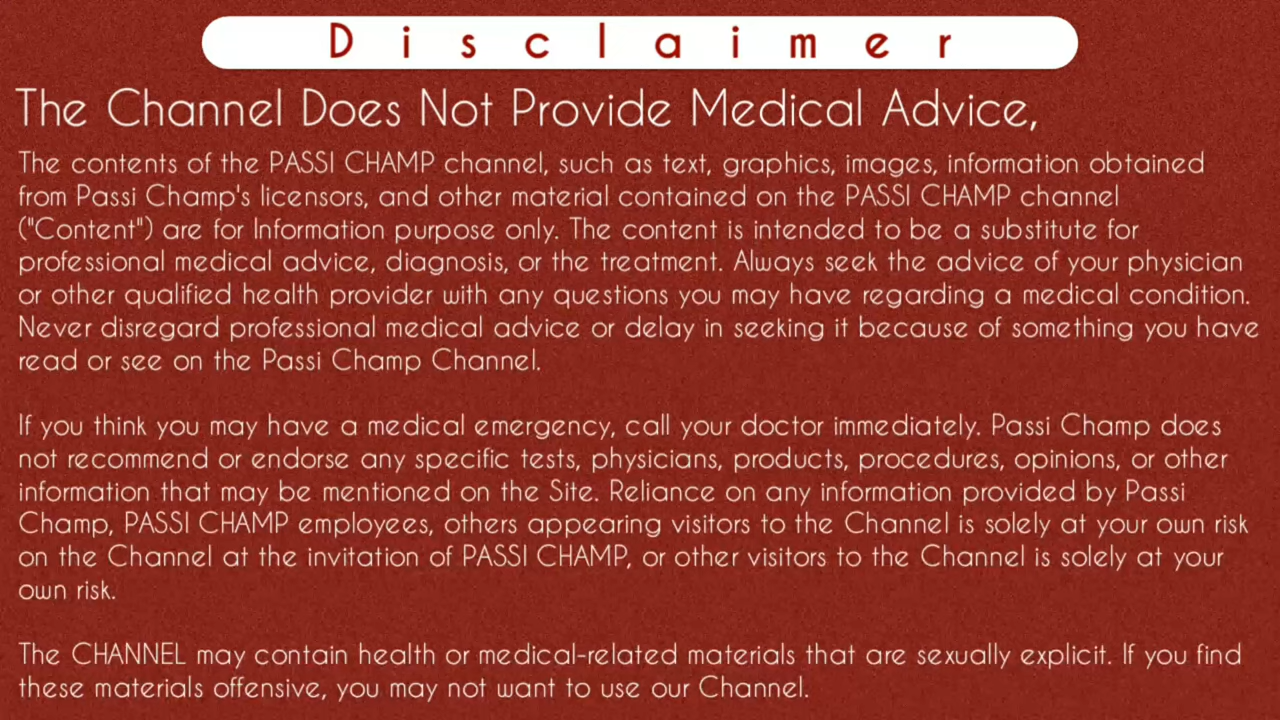 Disclaimer
The Channel Does Not Provide Medical Advice,
The contents of the PASSI CHAMP channel, such as text, graphics, images, information obtained
from Passi Champ's licensors, and other material contained on the PASSI CHAMP channel
("Content") are for Information purpose only. The content is intended to be a substitute for
professional medical advice, diagnosis, or the treatment. Always seek the advice of your physician
or other qualified health provider with any questions you may have regarding a medical condition.
Never disregard professional medical advice or delay in seeking it because of something you have
read or see on the Passi Champ Channel.
If you think you may have a medical emergency, call your doctor immediately. Passi Champ does
not recommend or endorse any specific tests, physicians, products, procedures, opinions, or other
information that may be mentioned on the Site. Reliance on any information provided by Passi
Champ, PASSI CHAMP employees, others appearing visitors to the Channel is solely at your own risk
on the Channel at the invitation of PASSI CHAMP, or other visitors to the Channel is solely at your
own risk.
The CHANNEL may contain health or medical-related materials that are sexually explicit. If you find
these materials offensive, you may not want to use our Channel.